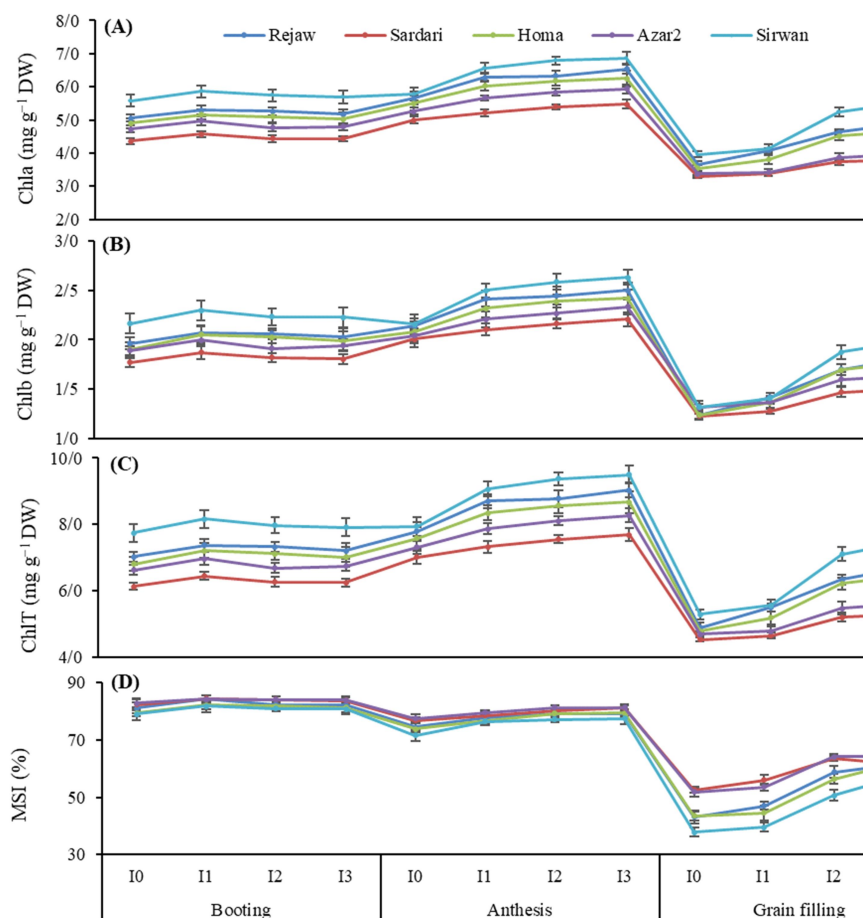 (A)
Rejaw Sardari Homa Azar2 Sirwan
8/0
7/0
6/0
5/0
4/0
3/0
2/0
Chla (mg g⁻¹ DW)
(B)
3/0
2/5
2/0
1/5
1/0
Chlb (mg g⁻¹ DW)
(C)
10/0
8/0
6/0
4/0
ChlT (mg g⁻¹ DW)
(D)
90
70
50
30
MSI (%)
I0 I1 I2 I3 I0 I1 I2 I3 I0 I1 I2
Booting Anthesis Grain filling